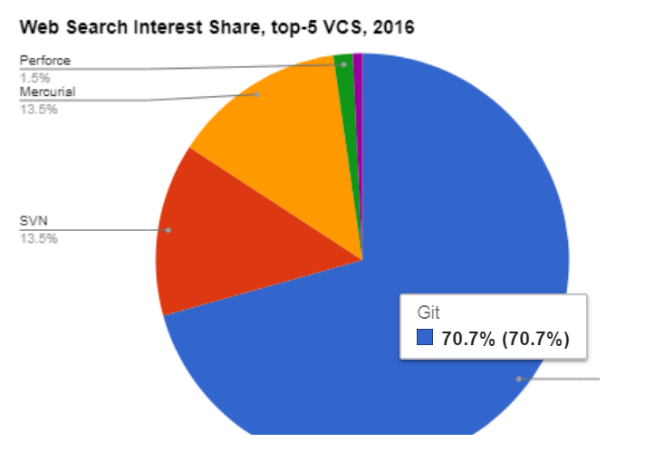 Web Search Interest Share, top-5 VCS, 2016
Perforce
1.5%
Mercurial
13.5%
SVN
13.5%
Git
70.7% (70.7%)